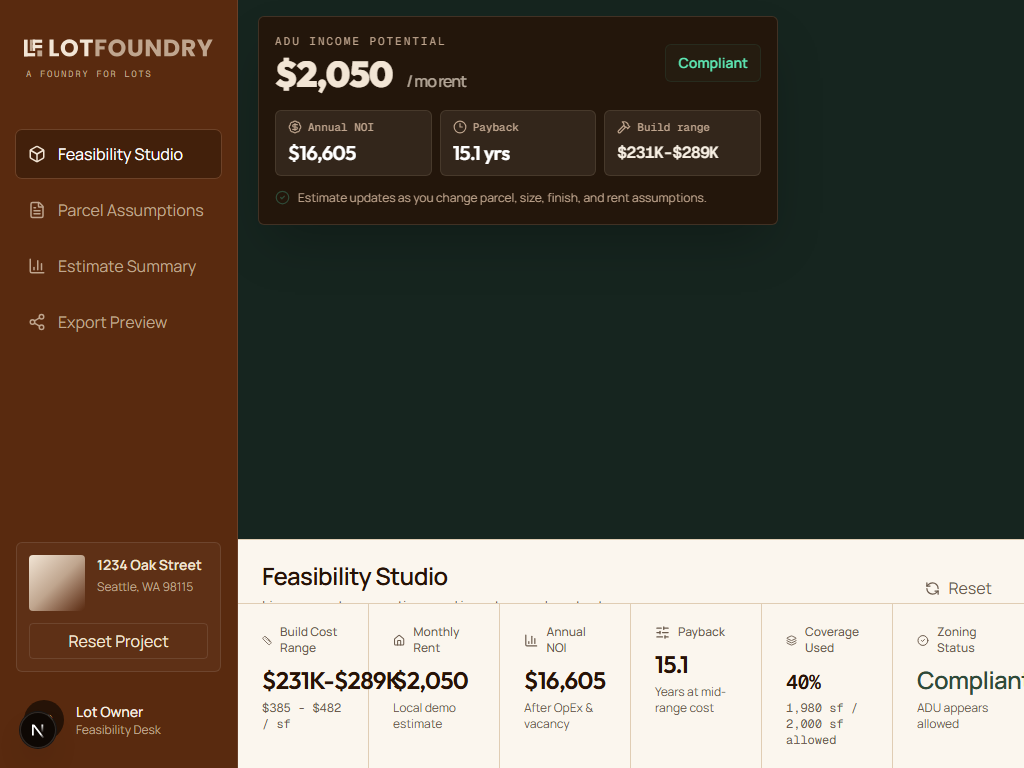 LF LOTFOUNDRY
A FOUNDRY FOR LOTS
Feasibility Studio
Parcel Assumptions
Estimate Summary
Export Preview
1234 Oak Street
Seattle, WA 98115
Reset Project
N
Lot Owner
Feasibility Desk
ADU INCOME POTENTIAL
$2,050 / mo rent
Compliant
Annual NOI
$16,605
Payback
15.1 yrs
Build range
$231K-$289K
Estimate updates as you change parcel, size, finish, and rent assumptions.
Feasibility Studio
Reset
Build Cost
Range
$231K-$289K
$385 - $482
/ sf
Monthly
Rent
$2,050
Local demo
estimate
Annual
NOI
$16,605
After OpEx &
vacancy
Payback
15.1
Years at mid-
range cost
Coverage
Used
40%
1,980 sf /
2,000 sf
allowed
Zoning
Status
Compliant
ADU appears
allowed